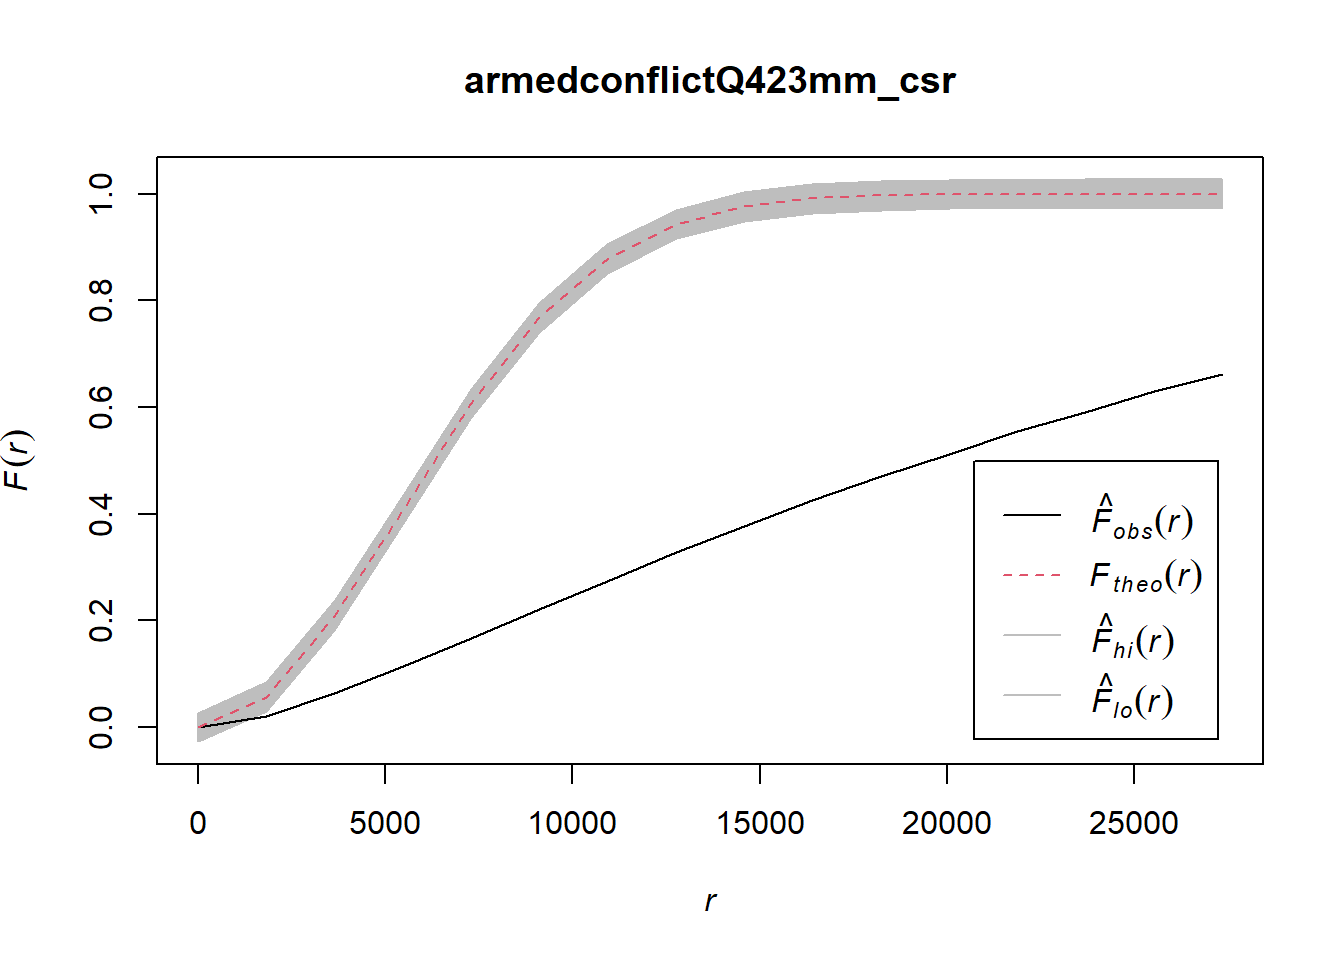 armedconflictQ423mm_csr
F(r)
1.0
0.8
0.6
0.4
0.2
0.0
F̂obs(r)
Ftheo(r)
F̂hi(r)
F̂lo(r)
0 5000 10000 15000 20000 25000
r